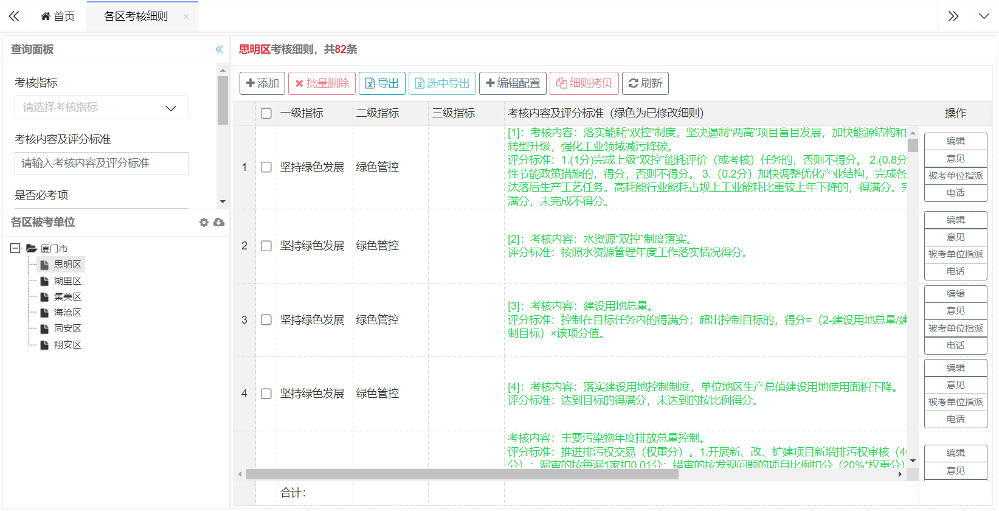 首页
各区考核细则
查询面板
考核指标
请选择考核指标
考核内容及评分标准
请输入考核内容及评分标准
是否必考项
各区被考单位
厦门市
思明区
湖里区
集美区
海沧区
同安区
翔安区
思明区考核细则，共82条
添加
批量删除
导出
选中导出
编辑配置
细则拷贝
刷新
一级指标
二级指标
三级指标
考核内容及评分标准（绿色为已修改细则）
操作
1
坚持绿色发展
绿色管控
[1]：考核内容：落实能耗“双控”制度，坚决遏制“两高”项目盲目发展，加快能源结构和
转型升级，强化工业领域减污降碳。
评分标准：1.(1分)完成上级“双控”能耗评价（或考核）任务的，否则不得分。 2.(0.8分
性节能政策措施的，得分，否则不得分。 3.（0.2分）加快调整优化产业结构，完成各
汰落后生产工艺任务。高耗能行业能耗占规上工业能耗比重较上年下降的，得满分。完
满分，未完成不得分。
编辑
意见
被考单位指派
电话
2
坚持绿色发展
绿色管控
[2]：考核内容：水资源“双控”制度落实。
评分标准：按照水资源管理年度工作落实情况得分。
编辑
意见
被考单位指派
电话
3
坚持绿色发展
绿色管控
[3]：考核内容：建设用地总量。
评分标准：控制在目标任务内的得满分；超出控制目标的，得分=（2-建设用地总量/建
制目标）×该项分值。
编辑
意见
被考单位指派
电话
4
坚持绿色发展
绿色管控
[4]：考核内容：落实建设用地控制制度，单位地区生产总值建设用地使用面积下降。
评分标准：达到目标的得满分，未达到的按比例得分。
编辑
意见
被考单位指派
电话
考核内容：主要污染物年度排放总量控制。
评分标准：推进排污权交易（权重分）。1.开展新、改、扩建项目新增排污权审核（40
分）：漏审的按每漏1家扣0.01分；错审的按发现问题的项目比例扣分（20%*权重分）
编辑
意见
合计：